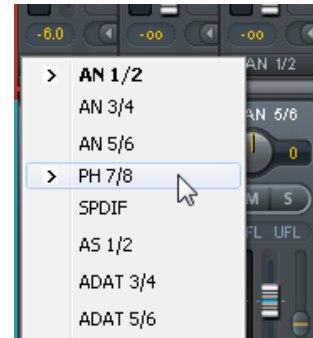 -6.0 -oo -oo
> AN 1/2
AN 1/2
AN 3/4
AN 5/6
AN 5/6
0
> PH 7/8
M S
SPDIF
FL UFL
AS 1/2
ADAT 3/4
ADAT 5/6